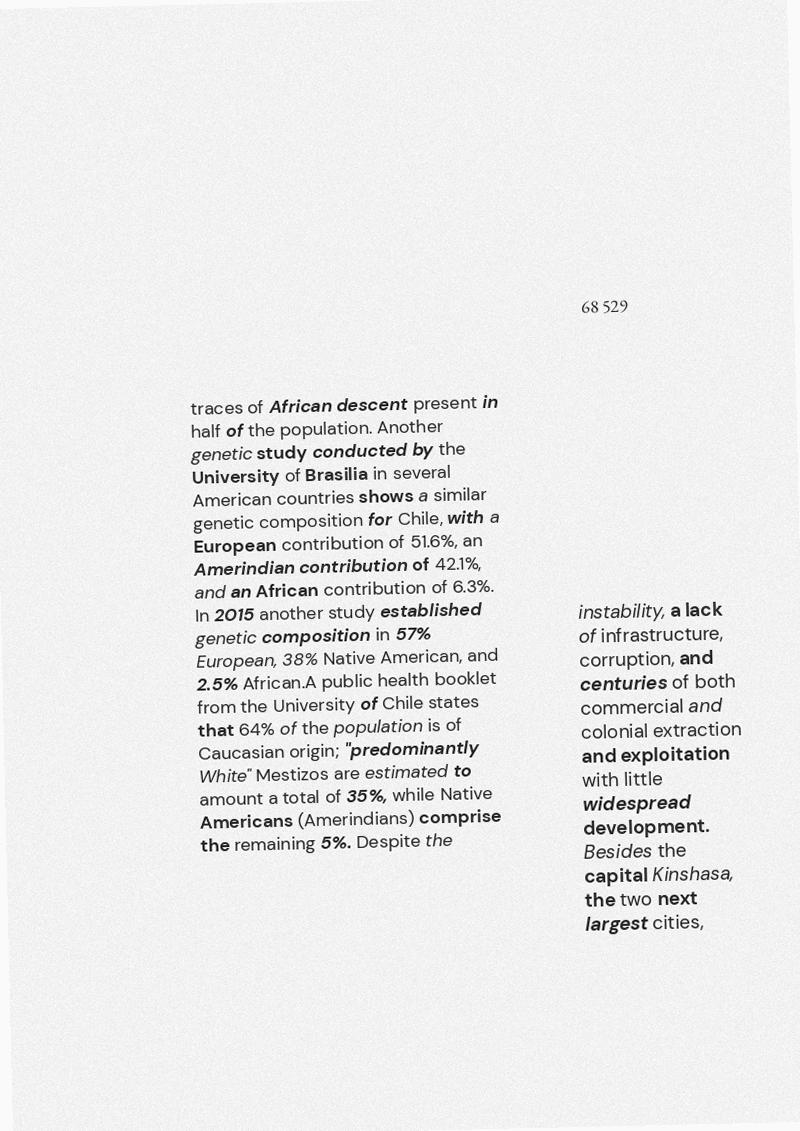 68 529
traces of African descent present in
half of the population. Another
genetic study conducted by the
University of Brasilia in several
American countries shows a similar
genetic composition for Chile, with a
European contribution of 51.6%, an
Amerindian contribution of 42.1%,
and an African contribution of 6.3%.
In 2015 another study established
genetic composition in 57%
European, 38% Native American, and
2.5% African.A public health booklet
from the University of Chile states
that 64% of the population is of
Caucasian origin; "predominantly
White" Mestizos are estimated to
amount a total of 35%, while Native
Americans (Amerindians) comprise
the remaining 5%. Despite the
instability, a lack
of infrastructure,
corruption, and
centuries of both
commercial and
colonial extraction
and exploitation
with little
widespread
development.
Besides the
capital Kinshasa,
the two next
largest cities,